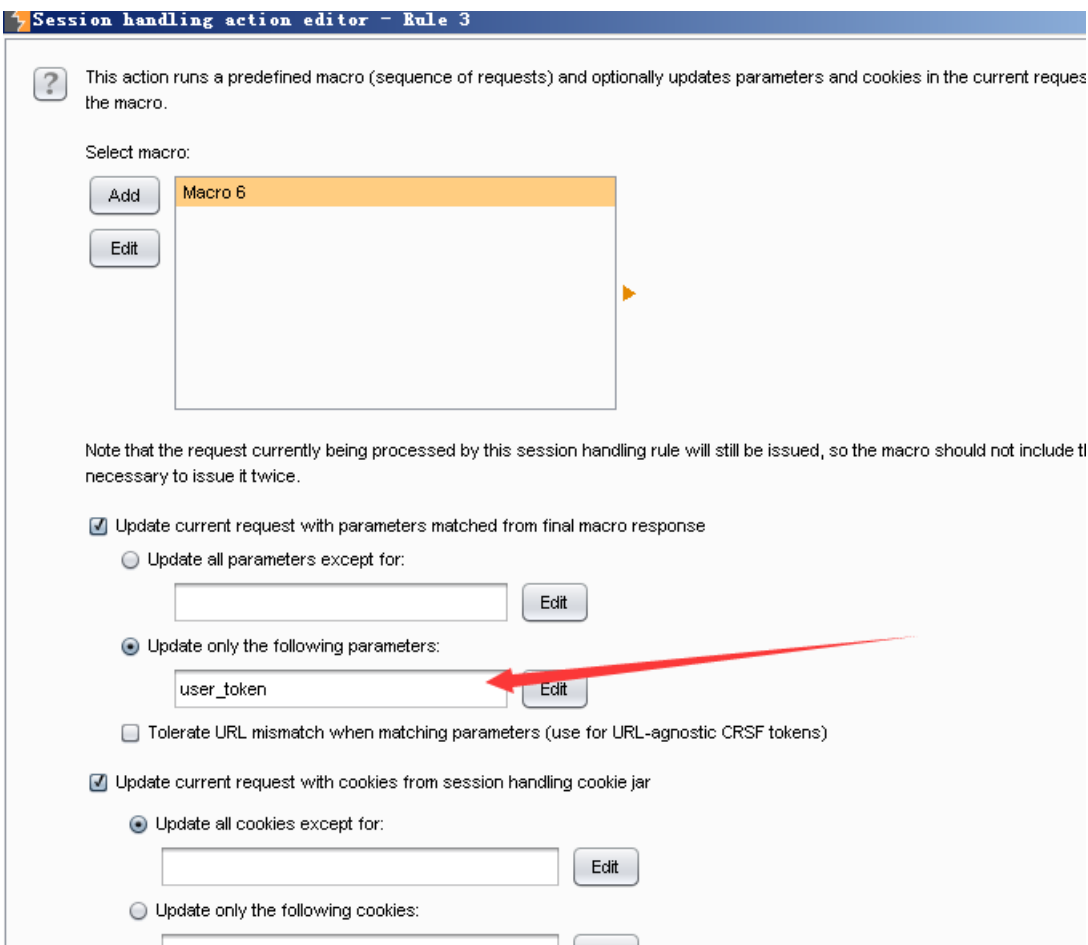 Session handling action editor - Rule 3
?
This action runs a predefined macro (sequence of requests) and optionally updates parameters and cookies in the current reques
the macro.
Select macro:
Add
Macro 6
Edit
Note that the request currently being processed by this session handling rule will still be issued, so the macro should not include t
necessary to issue it twice.
Update current request with parameters matched from final macro response
Update all parameters except for:
Edit
Update only the following parameters:
user_token
Edit
Tolerate URL mismatch when matching parameters (use for URL-agnostic CRSF tokens)
Update current request with cookies from session handling cookie jar
Update all cookies except for:
Edit
Update only the following cookies: